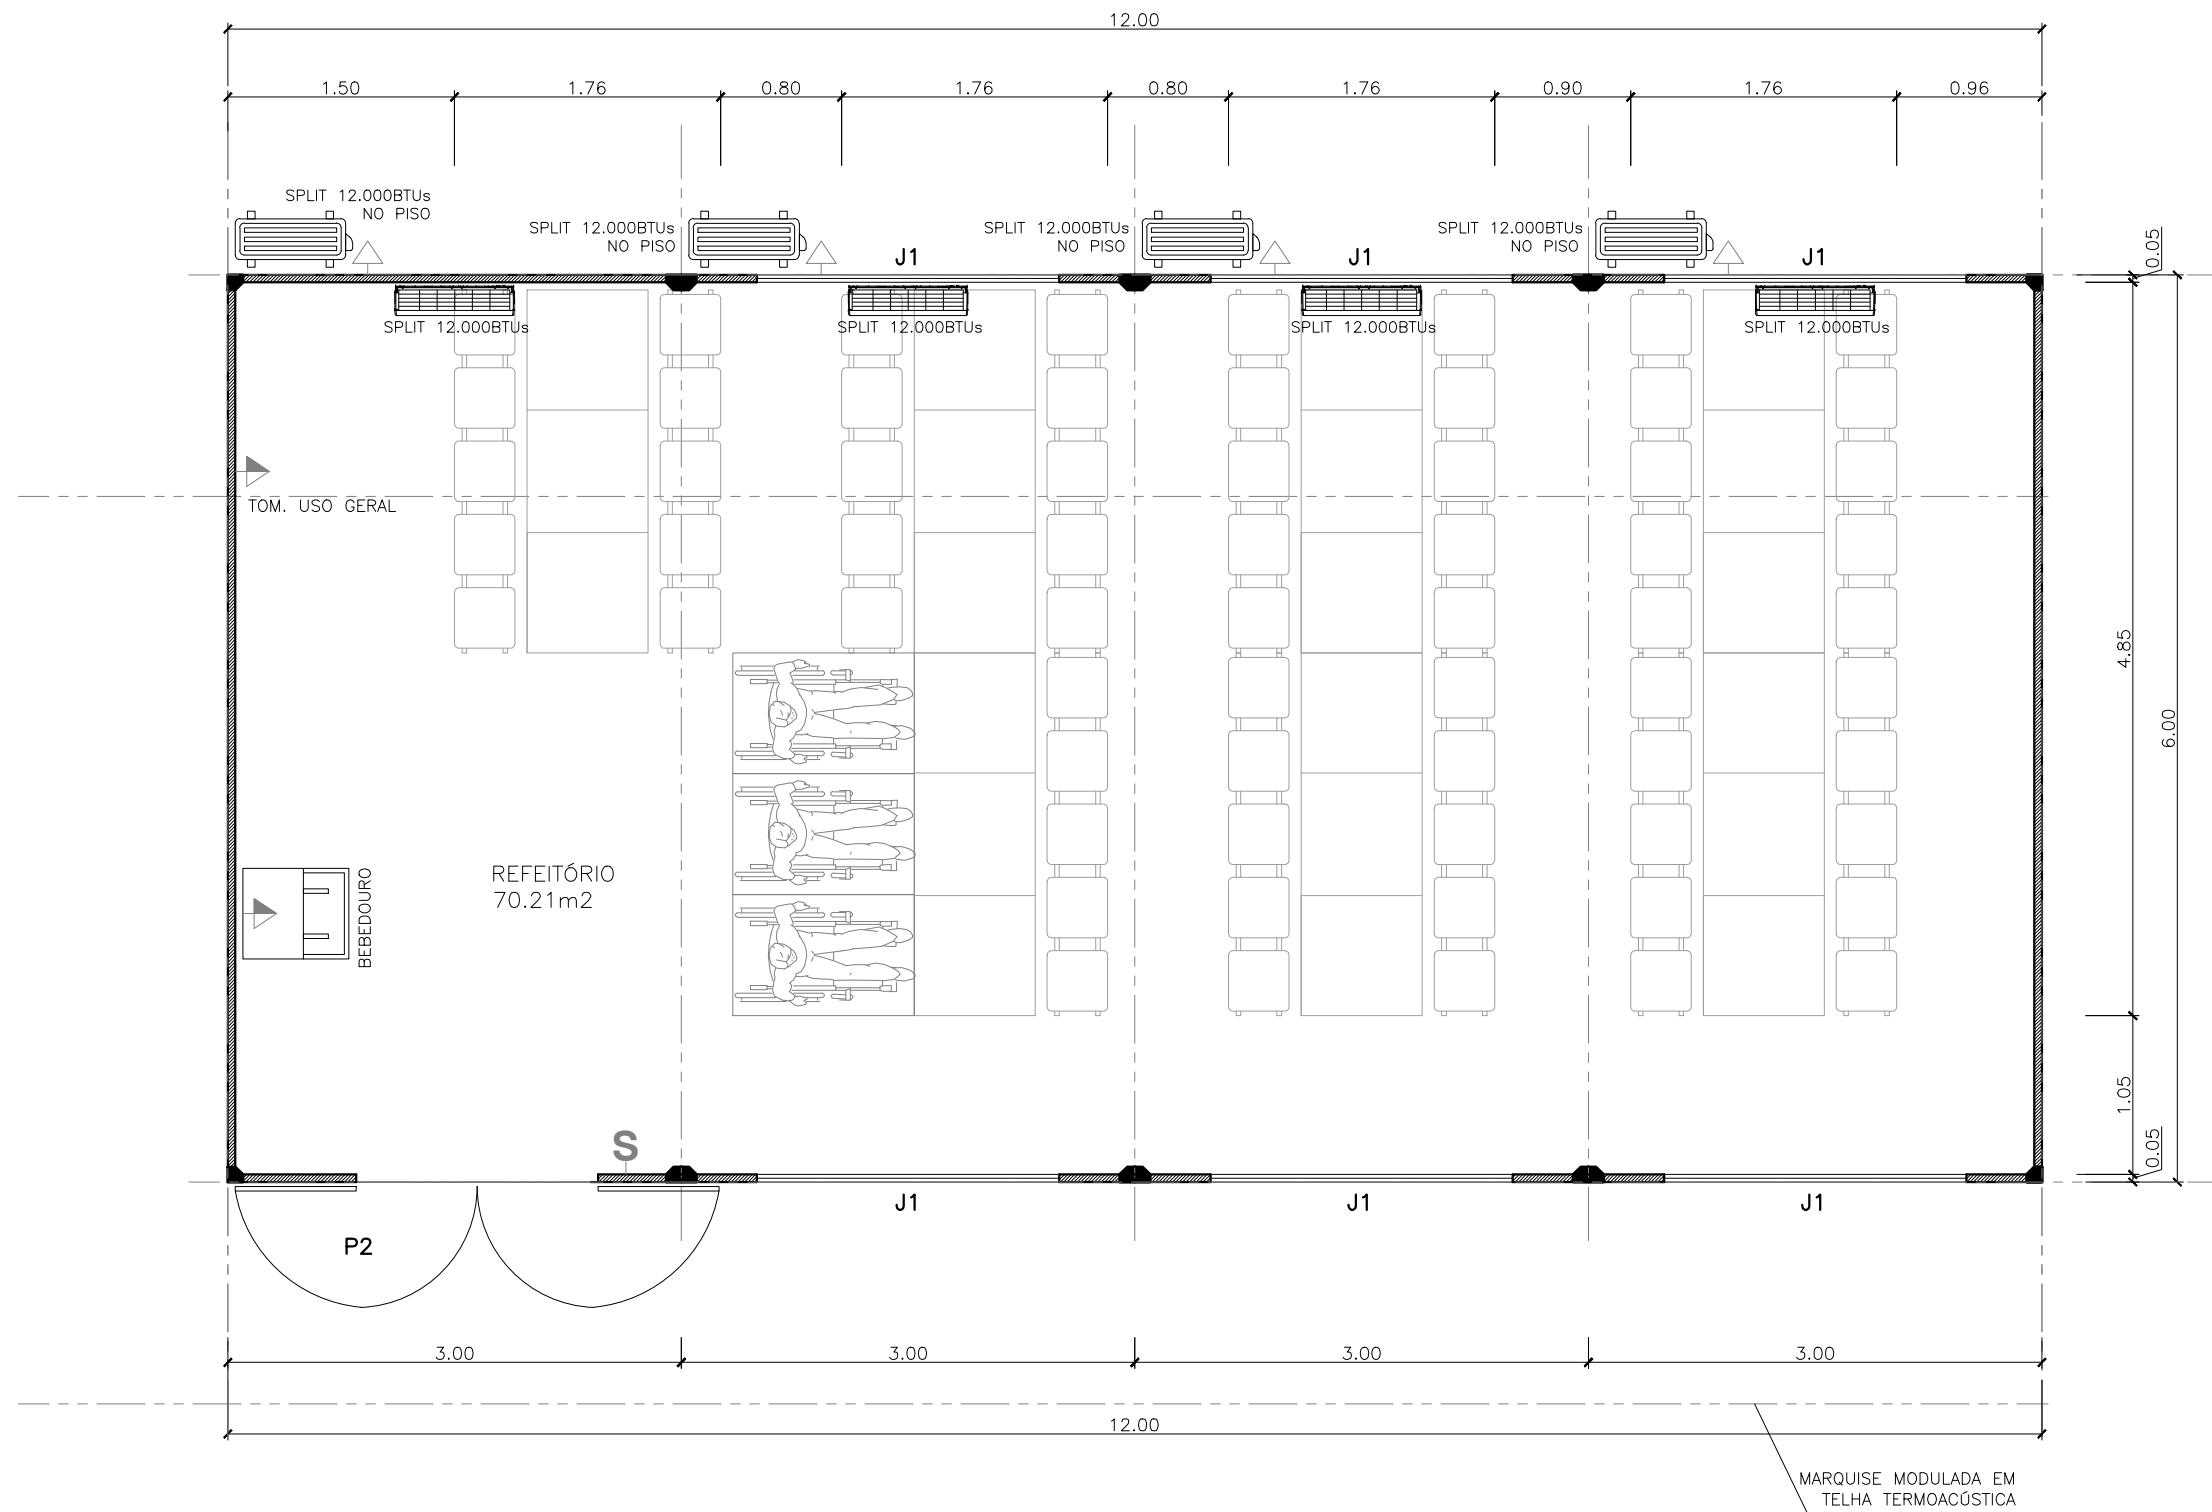 12.00
1.50
1.76
0.80
1.76
0.80
1.76
0.90
1.76
0.96
SPLIT 12.000BTUs
NO PISO
SPLIT 12.000BTUs
NO PISO
SPLIT 12.000BTUs
NO PISO
SPLIT 12.000BTUs
NO PISO
J1
J1
J1
0.05
SPLIT 12.000BTUs
SPLIT 12.000BTUs
SPLIT 12.000BTUs
SPLIT 12.000BTUs
TOM. USO GERAL
4.85
6.00
REFEITÓRIO
70.21m2
BEBEDOURO
1.05
0.05
S
J1
J1
J1
P2
3.00
3.00
3.00
3.00
12.00
MARQUISE MODULADA EM
TELHA TERMOACÚSTICA